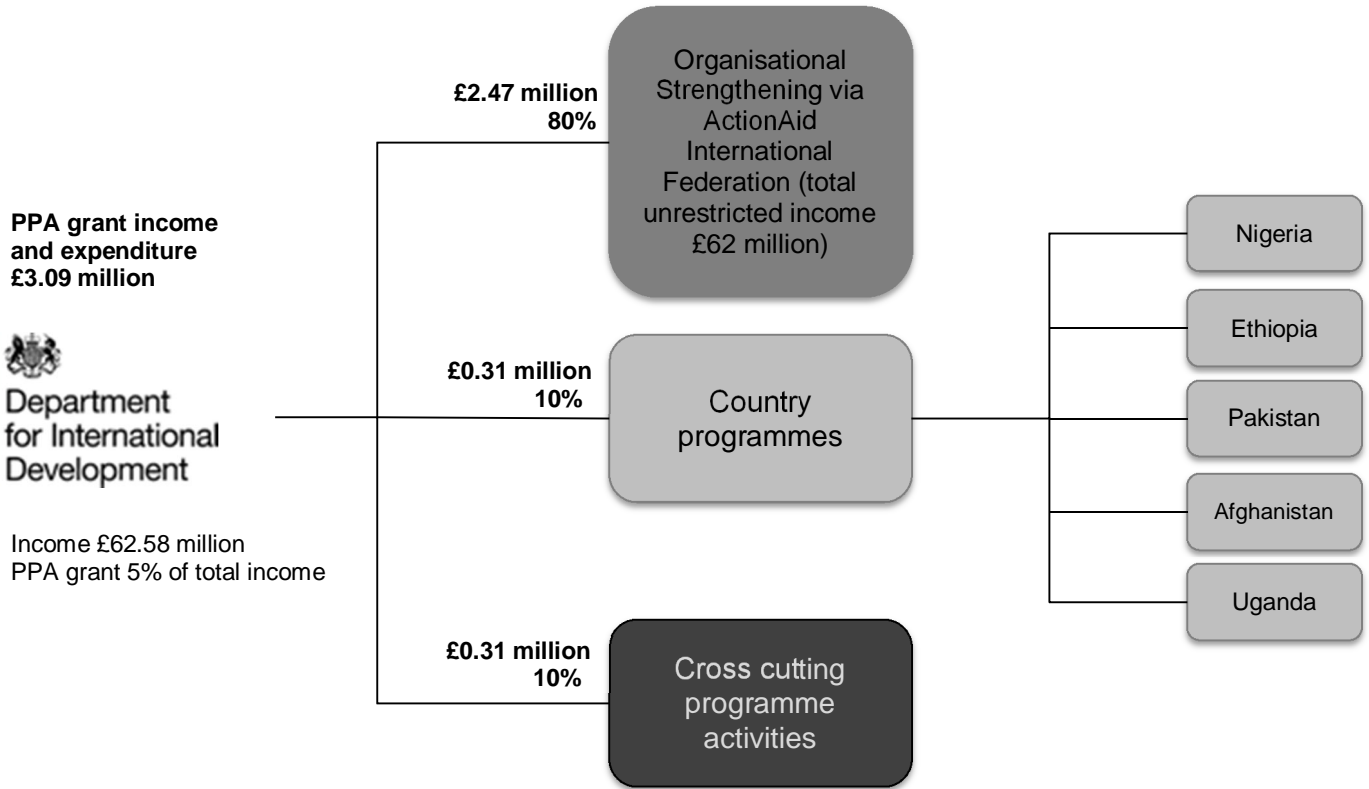 PPA grant income
and expenditure
£3.09 million
Department
for International
Development
Income £62.58 million
PPA grant 5% of total income
£2.47 million
80%
Organisational
Strengthening via
ActionAid
International
Federation (total
unrestricted income
£62 million)
£0.31 million
10%
Country
programmes
£0.31 million
10%
Cross cutting
programme
activities
Nigeria
Ethiopia
Pakistan
Afghanistan
Uganda